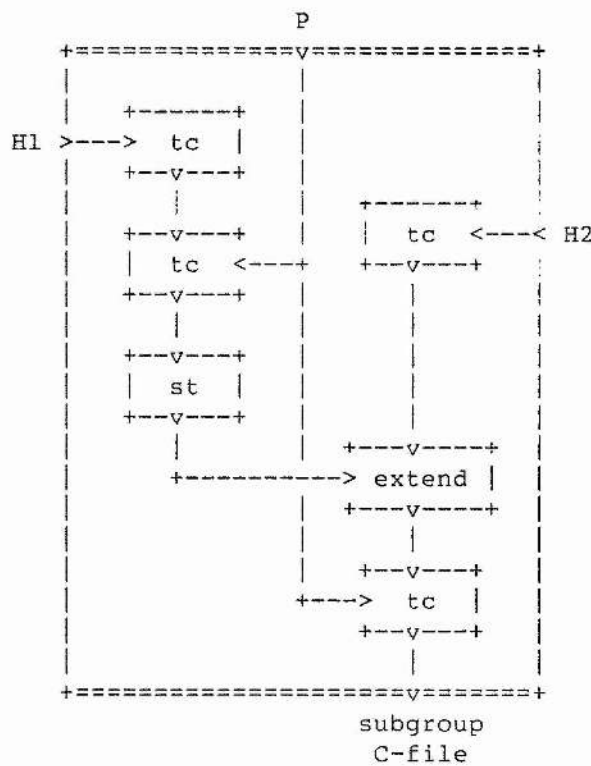 P
tc
H1
tc
H2
tc
st
extend
tc
subgroup
C-file